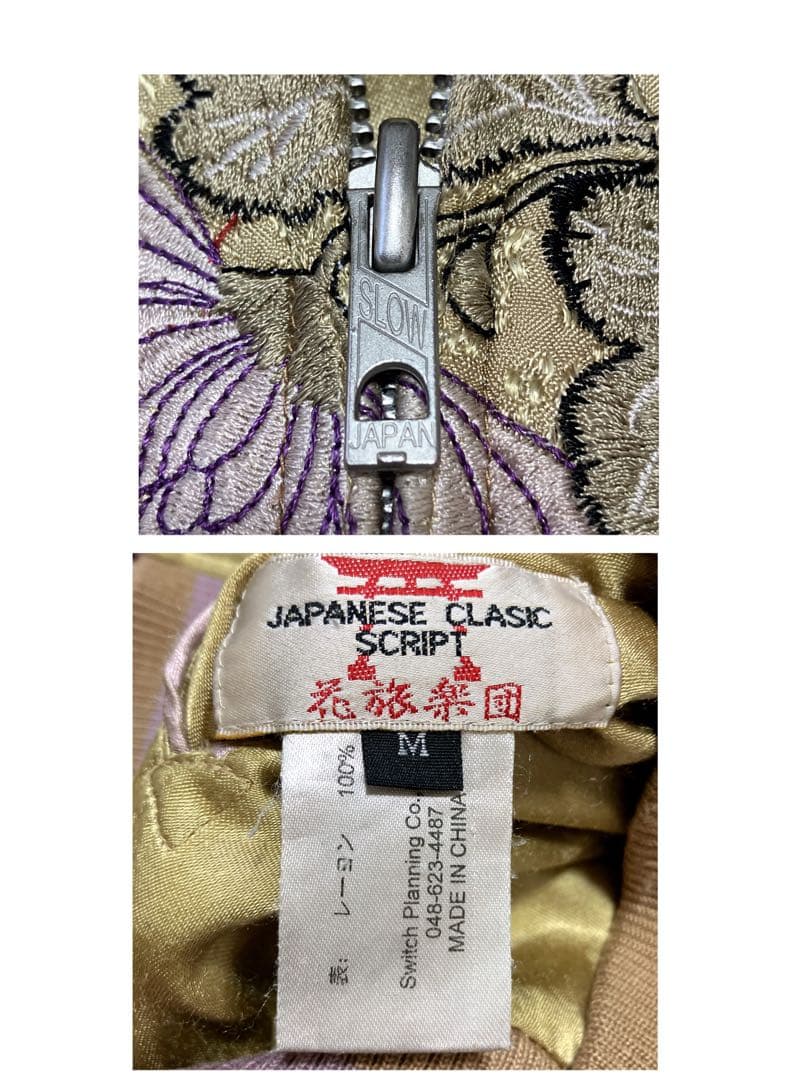 SLOW
JAPAN
JAPANESE CLASIC
SCRIPT
花旅楽団
M
表: レーヨン 100%
Switch Planning Co.,
048-623-4487
MADE IN CHINA